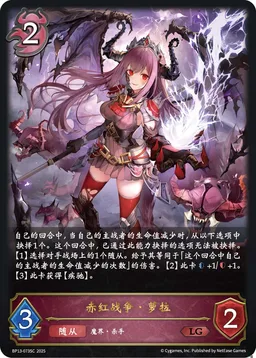 2
自己的回合中，当自己的主战者的生命值减少时，从以下选项中
抉择1个。这个回合中，已通过此能力抉择的选项无法被抉择。
【1】选择对手战场上的1个随从。给予其等同于「这个回合中自己
的主战者的生命值减少的次数」的伤害。【2】此卡+1/+1。
【3】此卡获得【疾驰】。
赤红战争·萝拉
3
随从
魔界·杀手
LG
2
BP13-073SC 2025
© Cygames, Inc. Published by NetEase Games